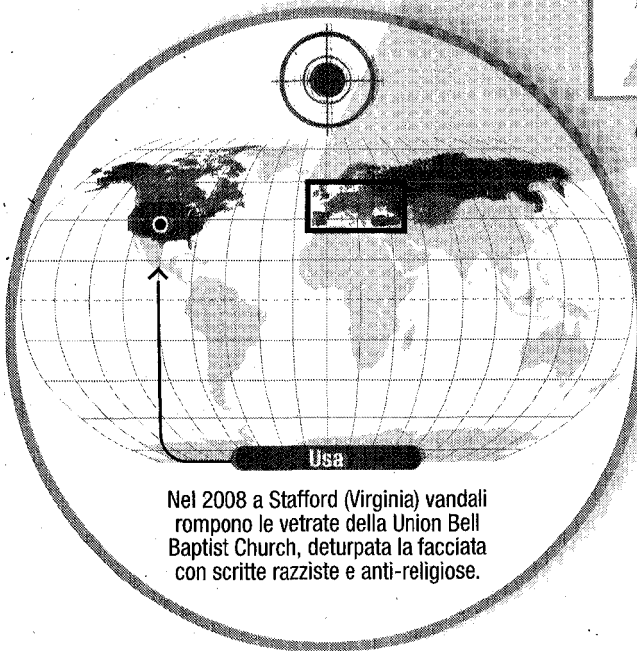 Usa
Nel 2008 a Stafford (Virginia) vandali
rompono le vetrate della Union Bell
Baptist Church, deturpata la facciata
con scritte razziste e anti-religiose.